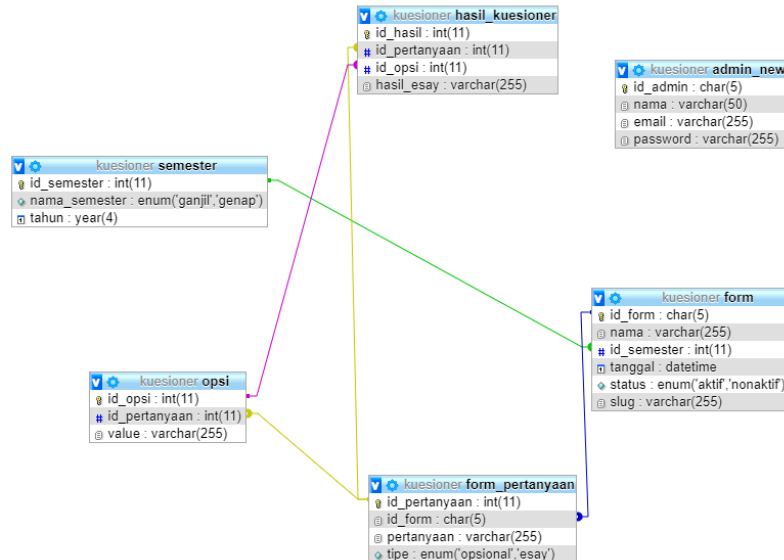 kuesioner hasil_kuesioner
id_hasil : int(11)
id_pertanyaan : int(11)
id_opsi : int(11)
hasil_esay : varchar(255)
kuesioner admin_new
id_admin : char(5)
nama : varchar(50)
email : varchar(255)
password : varchar(255)
kuesioner semester
id_semester : int(11)
nama_semester : enum('ganjil','genap')
tahun : year(4)
kuesioner form
id_form : char(5)
nama : varchar(255)
id_semester : int(11)
tanggal : datetime
status : enum('aktif','nonaktif')
slug : varchar(255)
kuesioner opsi
id_opsi : int(11)
id_pertanyaan : int(11)
value : varchar(255)
kuesioner form_pertanyaan
id_pertanyaan : int(11)
id_form : char(5)
pertanyaan : varchar(255)
tipe : enum('opsional','esay')